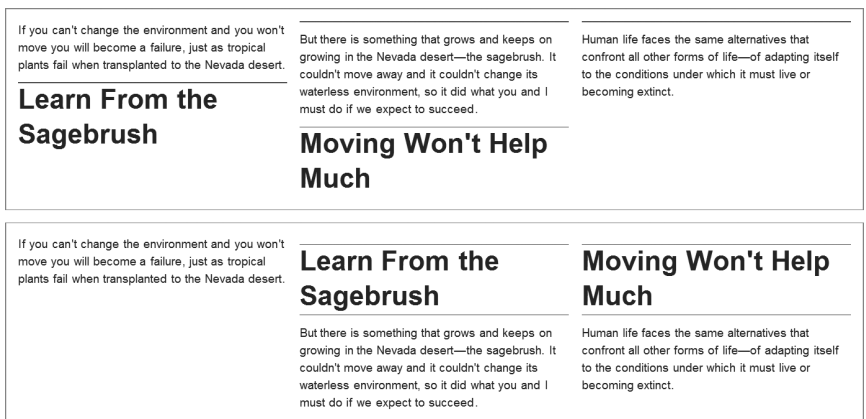 If you can't change the environment and you won't
move you will become a failure, just as tropical
plants fail when transplanted to the Nevada desert.
Learn From the
Sagebrush
But there is something that grows and keeps on
growing in the Nevada desert—the sagebrush. It
couldn't move away and it couldn't change its
waterless environment, so it did what you and I
must do if we expect to succeed.
Moving Won't Help
Much
Human life faces the same alternatives that
confront all other forms of life—of adapting itself
to the conditions under which it must live or
becoming extinct.
If you can't change the environment and you won't
move you will become a failure, just as tropical
plants fail when transplanted to the Nevada desert.
Learn From the
Sagebrush
But there is something that grows and keeps on
growing in the Nevada desert—the sagebrush. It
couldn't move away and it couldn't change its
waterless environment, so it did what you and I
must do if we expect to succeed.
Moving Won't Help
Much
Human life faces the same alternatives that
confront all other forms of life—of adapting itself
to the conditions under which it must live or
becoming extinct.